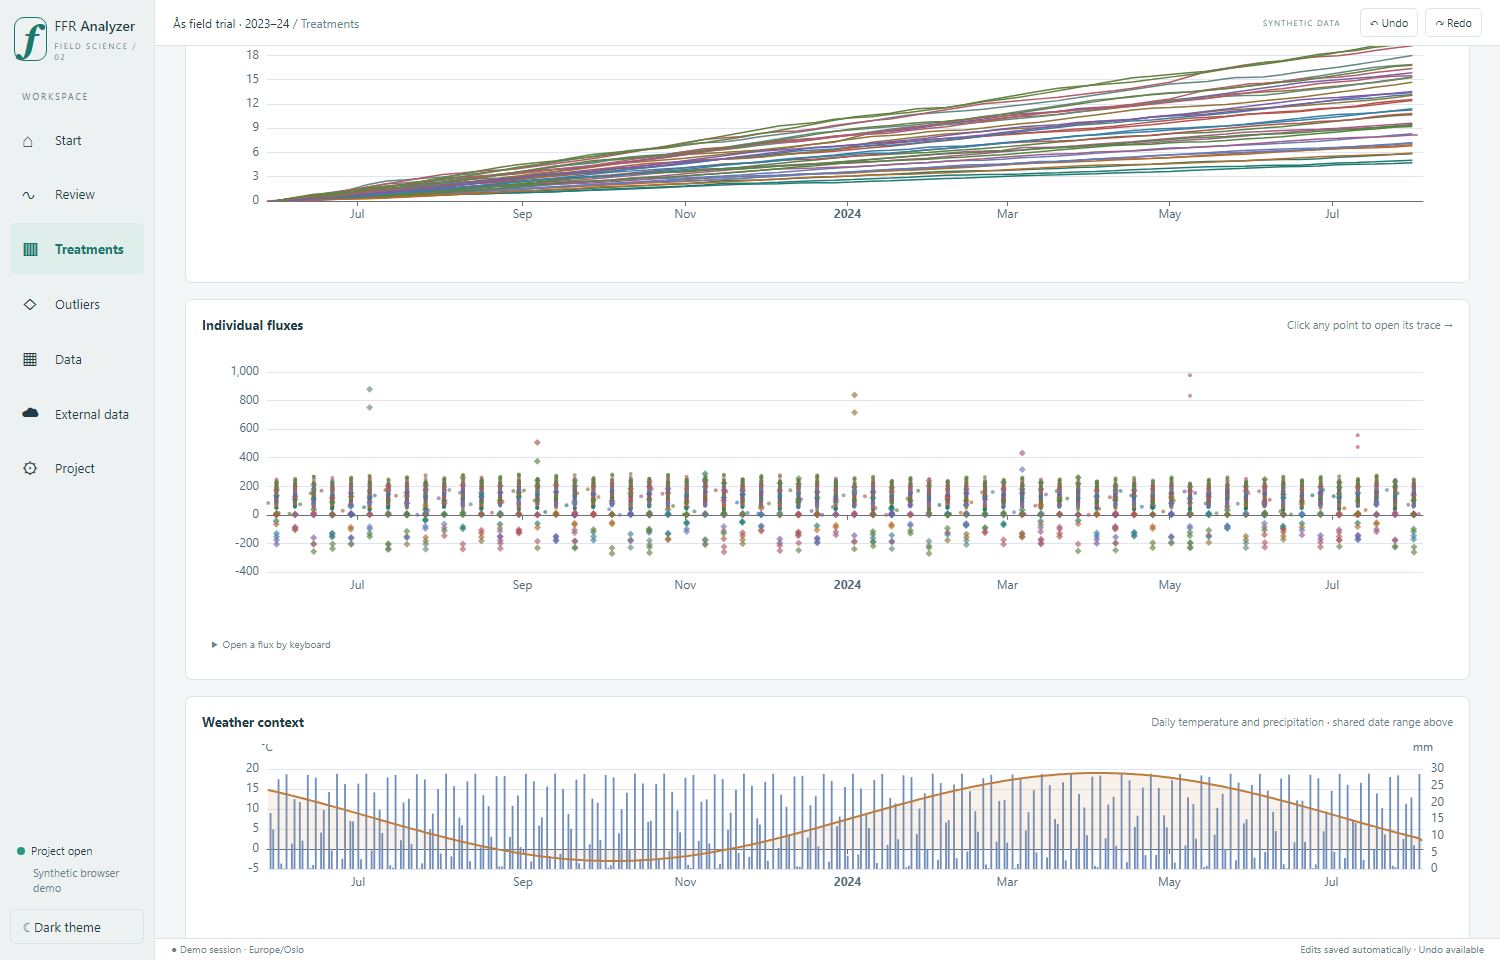 FFR Analyzer
FIELD SCIENCE /
02
WORKSPACE
Start
Review
Treatments
Outliers
Data
External data
Project
Project open
Synthetic browser
demo
Dark theme
Ås field trial · 2023–24 / Treatments
SYNTHETIC DATA
Undo
Redo
18
15
12
9
6
3
0
Jul
Sep
Nov
2024
Mar
May
Jul
Individual fluxes
Click any point to open its trace →
1,000
800
600
400
200
0
-200
-400
Jul
Sep
Nov
2024
Mar
May
Jul
Open a flux by keyboard
Weather context
Daily temperature and precipitation · shared date range above
°C
mm
20
15
10
5
0
-5
30
25
20
15
10
5
0
Jul
Sep
Nov
2024
Mar
May
Jul
Demo session · Europe/Oslo
Edits saved automatically · Undo available